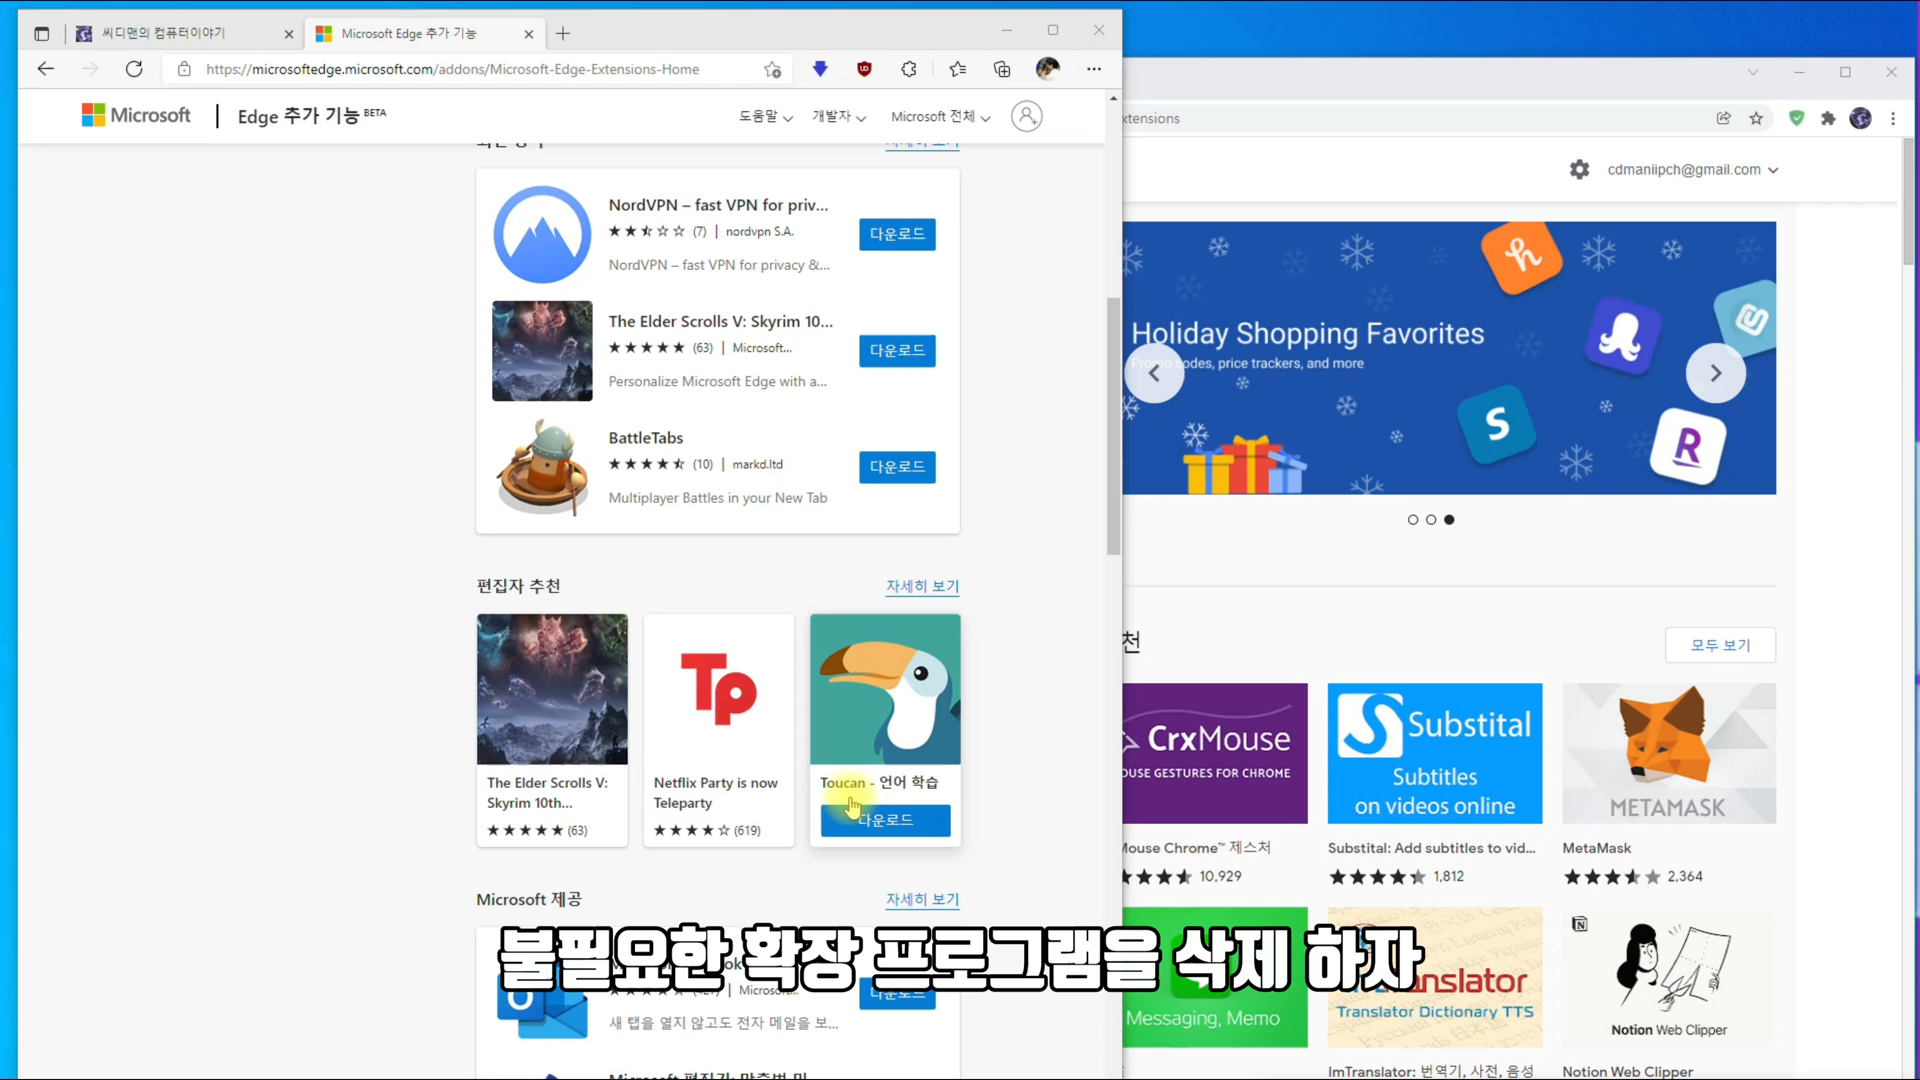 씨디맨의 컴퓨터이야기
Microsoft Edge 추가 기능
https://microsoftedge.microsoft.com/addons/Microsoft-Edge-Extensions-Home
Microsoft
Edge 추가 기능 BETA
도움말
개발자
Microsoft 전체
자세히 보기
NordVPN – fast VPN for priv...
(7) | nordvpn S.A.
NordVPN – fast VPN for privacy &...
다운로드
The Elder Scrolls V: Skyrim 10...
(63) | Microsoft...
Personalize Microsoft Edge with a...
다운로드
BattleTabs
(10) | markd.ltd
Multiplayer Battles in your New Tab
다운로드
편집자 추천
자세히 보기
Tp
The Elder Scrolls V:
Skyrim 10th...
(63)
Netflix Party is now
Teleparty
(619)
Toucan - 언어 학습
다운로드
Microsoft 제공
자세히 보기
다운로드
새 탭을 열지 않고도 전자 메일을 보...
xtensions
cdmaniipch@gmail.com
Holiday Shopping Favorites
codes, price trackers, and more
h
S
R
천
모두 보기
CrxMouse
OUSE GESTURES FOR CHROME
Substital
Subtitles
on videos online
METAMASK
Mouse Chrome™ 제스처
10,929
Substital: Add subtitles to vid...
1,812
MetaMask
2,364
Messaging, Memo
nslator
Translator Dictionary TTS
N
Notion Web Clipper
ImTranslator: 번역기, 사전, 음성
Notion Web Clipper
불필요한 확장 프로그램을 삭제 하자